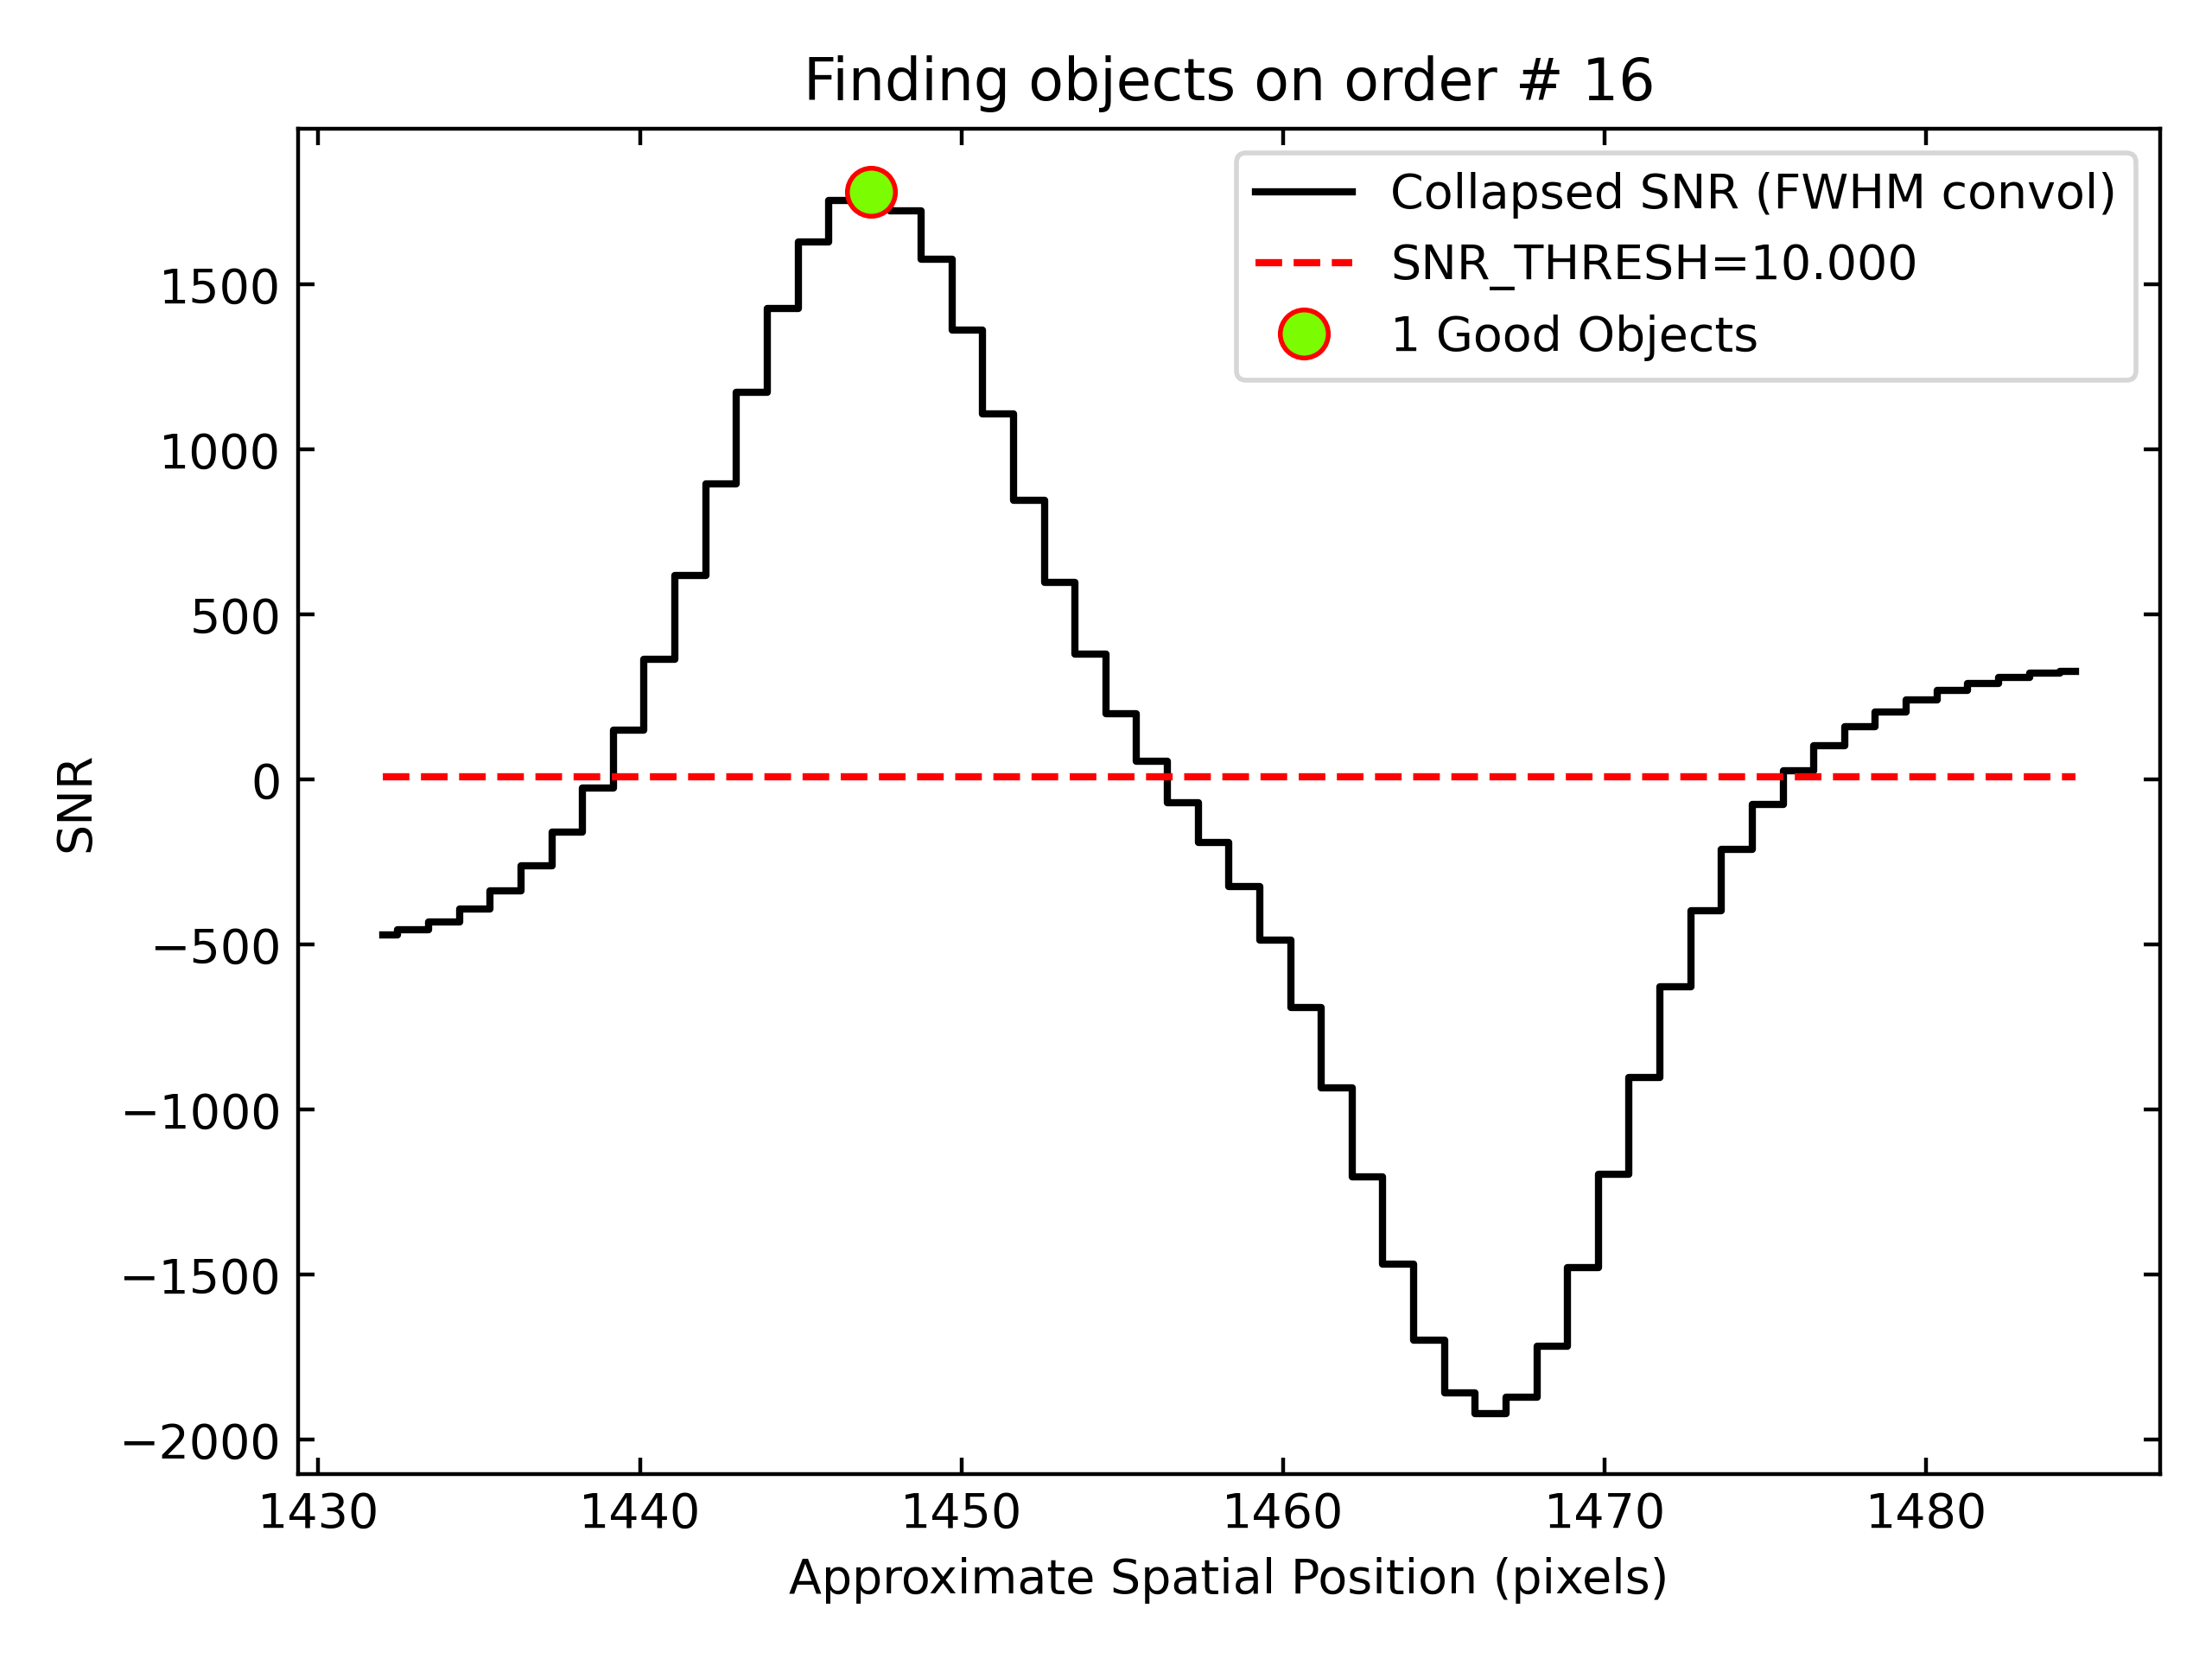 Finding objects on order # 16
Collapsed SNR (FWHM convol)
SNR_THRESH=10.000
1 Good Objects
SNR
1500
1000
500
0
−500
−1000
−1500
−2000
1430 1440 1450 1460 1470 1480
Approximate Spatial Position (pixels)